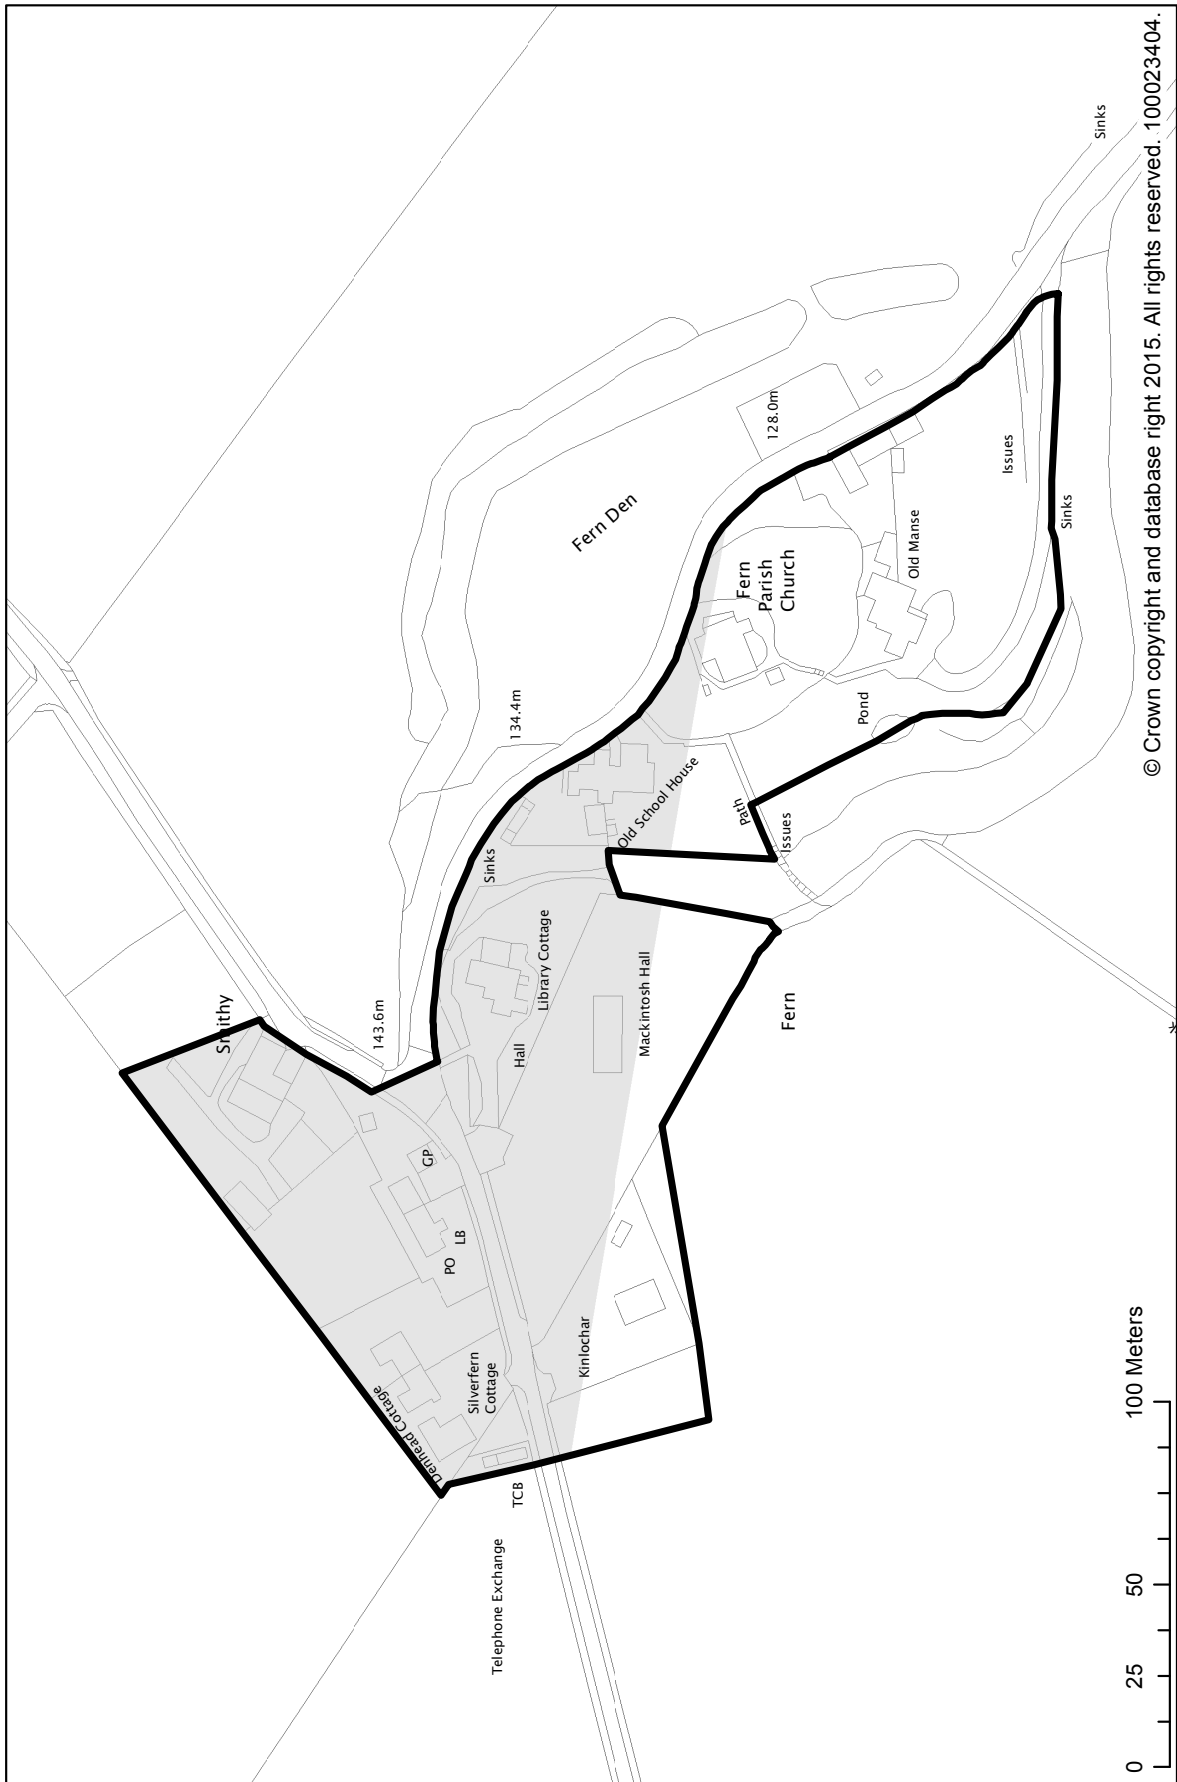 Smithy
143.6m
GP
LB
PO
Denhead Cottage
Silverfern
Cottage
TCB
Telephone Exchange
Kinlochar
Hall
Library Cottage
Mackintosh Hall
Sinks
Old School House
134.4m
Fern Den
128.0m
Fern
Parish
Church
Old Manse
Pond
Path
Issues
Fern
Issues
Sinks
Sinks
0 25 50 100 Meters
© Crown copyright and database right 2015. All rights reserved. 100023404.